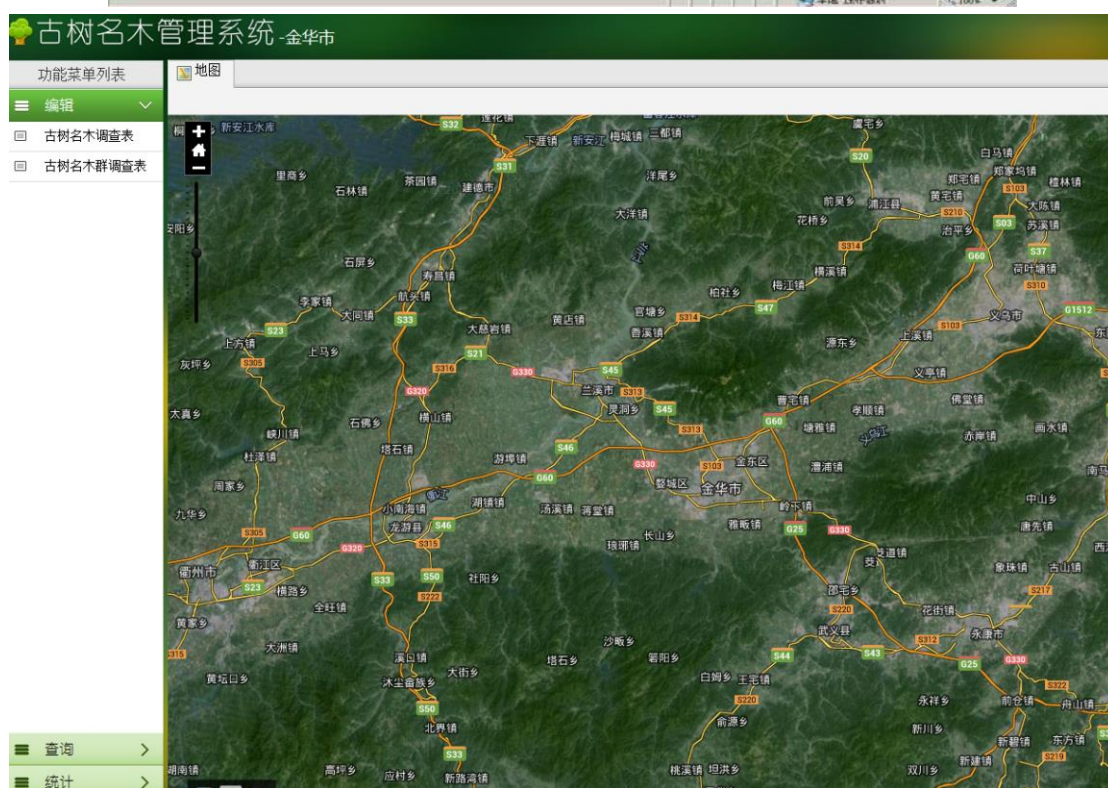 古树名木管理系统-金华市
功能菜单列表
地图
编辑
古树名木调查表
古树名木群调查表
查询
统计
新安江水库
S32
莲花镇
下涯镇
新安江
梅城镇
三都镇
虞宅乡
S20
白马镇
里商乡
石林镇
茶园镇
建德市
S31
洋尾乡
郑宅镇
郑家坞镇
S103
楂林镇
黄宅镇
前吴乡
浦江县
S210
大陈镇
大洋镇
花桥乡
治平乡
S03
苏溪镇
S314
G60
S37
石屏乡
寿昌镇
横溪镇
荷叶塘镇
S310
李家镇
航头镇
柏社乡
梅江镇
大同镇
S33
大慈岩镇
黄店镇
官塘乡
S314
S47
义乌市
G1512
S23
香溪镇
S103
上溪镇
上方镇
上马乡
S21
源东乡
灰坪乡
S305
S316
G330
S45
义亭镇
G320
兰溪市
S313
曹宅镇
佛堂镇
太真乡
石佛乡
横山镇
灵洞乡
S45
孝顺镇
峡川镇
S313
G60
塘雅镇
义乌江
赤岸镇
画水镇
杜泽镇
塔石镇
S46
游埠镇
G330
S103
金东区
澧浦镇
周家乡
G60
婺城区
金华市
中山乡
衢江
九华乡
小南海镇
湖镇镇
汤溪镇
蒋堂镇
岭下镇
S305
G60
龙游县
S46
雅畈镇
G25
G330
唐先镇
G320
S315
琅琊镇
长山乡
衢州市
衢江区
象珠镇
古山镇
S23
横路乡
S33
S50
社阳乡
S217
全旺镇
S222
邵宅乡
S220
花街镇
黄家乡
武义县
S312
永康市
S315
大洲镇
沙畈乡
溪口镇
塔石乡
箬阳乡
S44
S43
G25
G330
黄坛口乡
沐尘畲族乡
大街乡
白姆乡
王宅镇
S322
S220
永祥乡
前仓镇
舟山镇
S50
俞源乡
北界镇
新川乡
新碧镇
东方镇
S33
S219
湖南镇
高坪乡
应村乡
新路湾镇
桃溪镇
坦洪乡
双川乡
新建镇